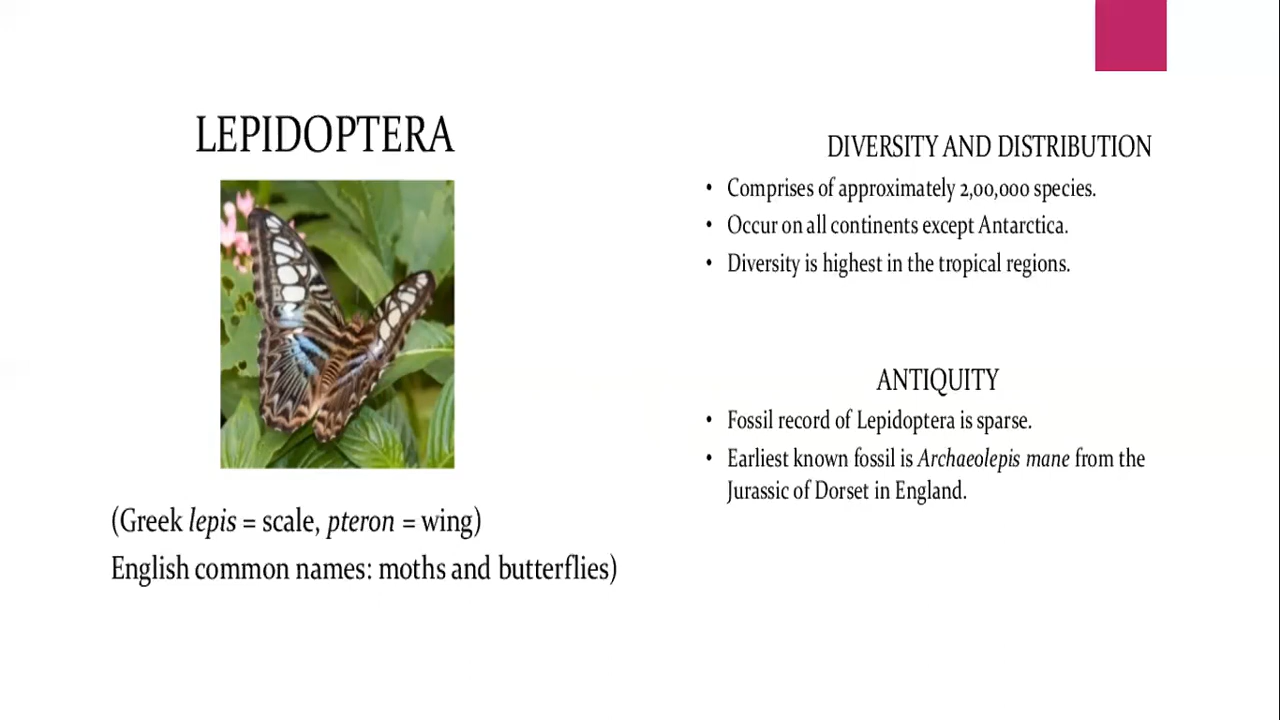 LEPIDOPTERA
(Greek lepis = scale, pteron = wing)
English common names: moths and butterflies)
DIVERSITY AND DISTRIBUTION
• Comprises of approximately 2,00,000 species.
• Occur on all continents except Antarctica.
• Diversity is highest in the tropical regions.
ANTIQUITY
• Fossil record of Lepidoptera is sparse.
• Earliest known fossil is Archaeolepis mane from the
Jurassic of Dorset in England.